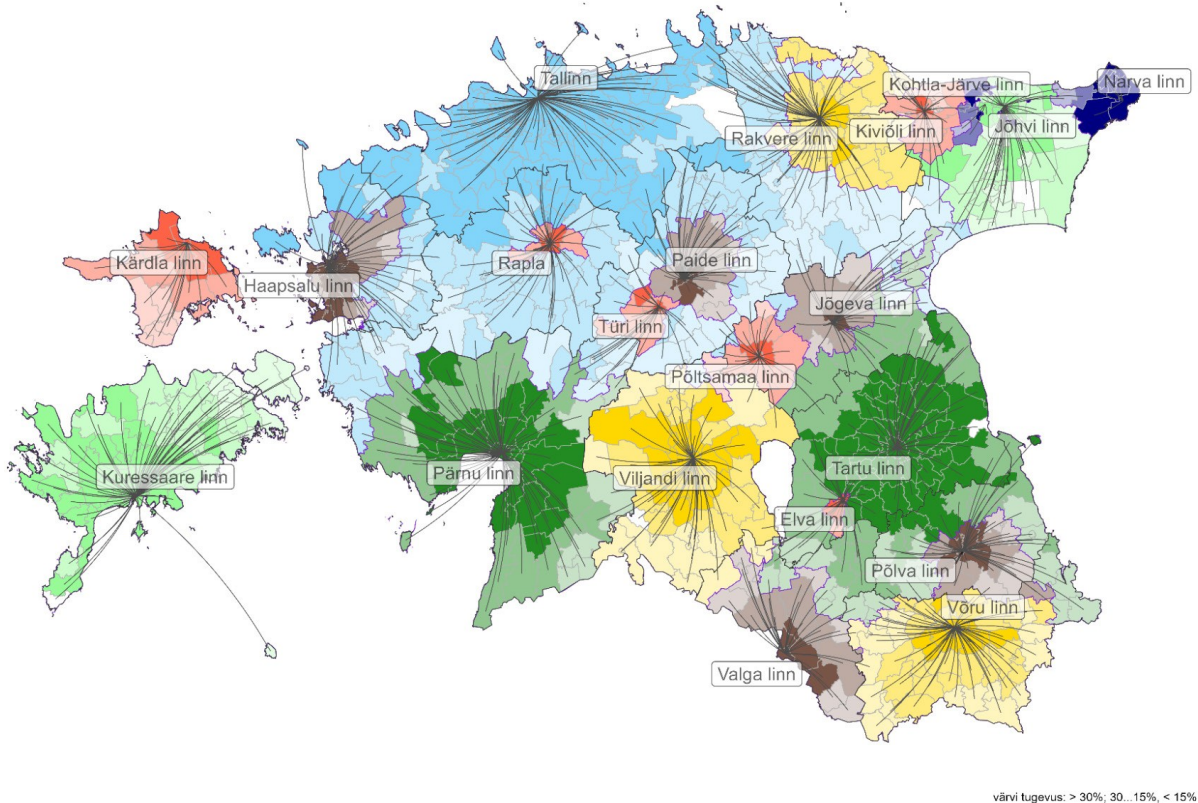 Tallinn
Kohtla-Järve linn
Narva linn
Rakvere linn
Kiviõli linn
Jõhvi linn
Kärdla linn
Haapsalu linn
Rapla
Paide linn
Jõgeva linn
Türi linn
Põltsamaa linn
Kuressaare linn
Pärnu linn
Viljandi linn
Tartu linn
Elva linn
Põlva linn
Võru linn
Valga linn
värvi tugevus: > 30%; 30...15%, < 15%